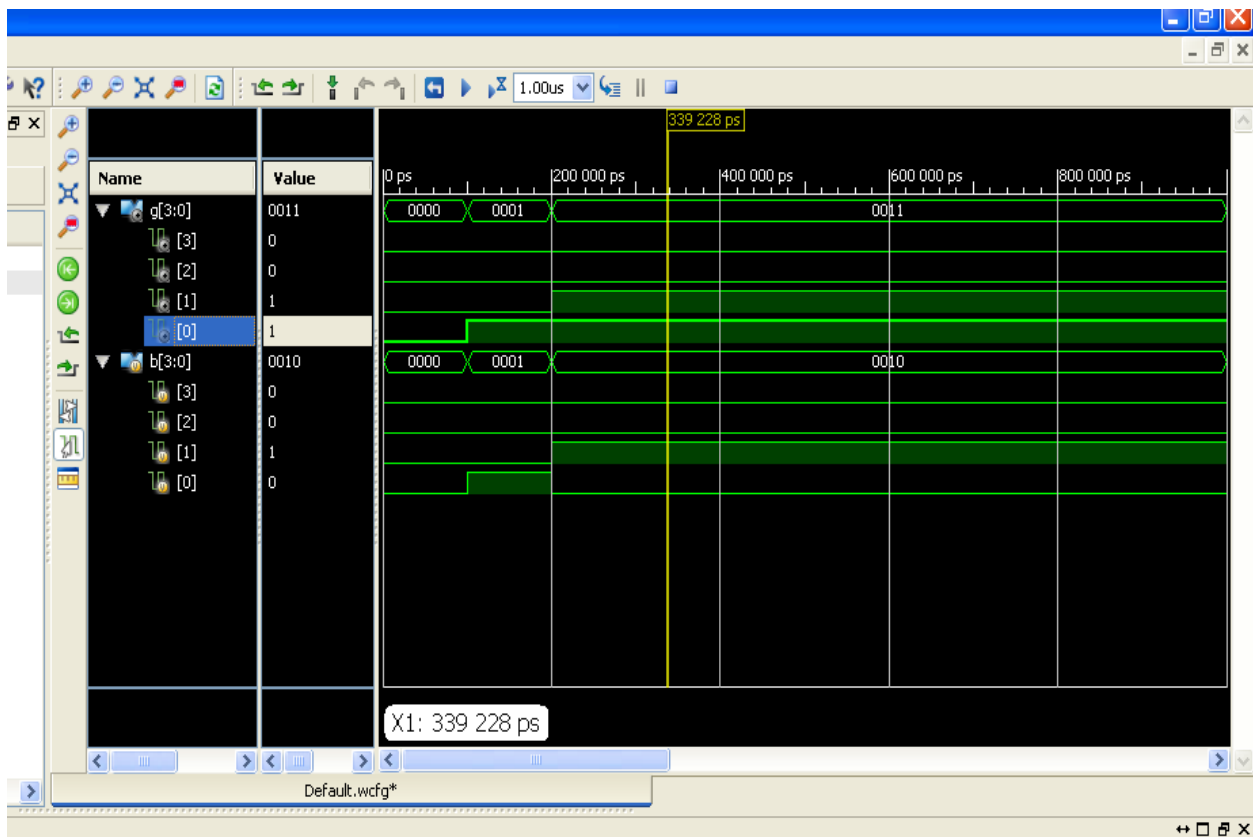 1.00us
339 228 ps
Name Value 0 ps 200 000 ps 400 000 ps 600 000 ps 800 000 ps
g[3:0] 0011 0000 0001 0011
[3] 0
[2] 0
[1] 1
[0] 1
b[3:0] 0010 0000 0001 0010
[3] 0
[2] 0
[1] 1
[0] 0
X1: 339 228 ps
Default.wcfg*